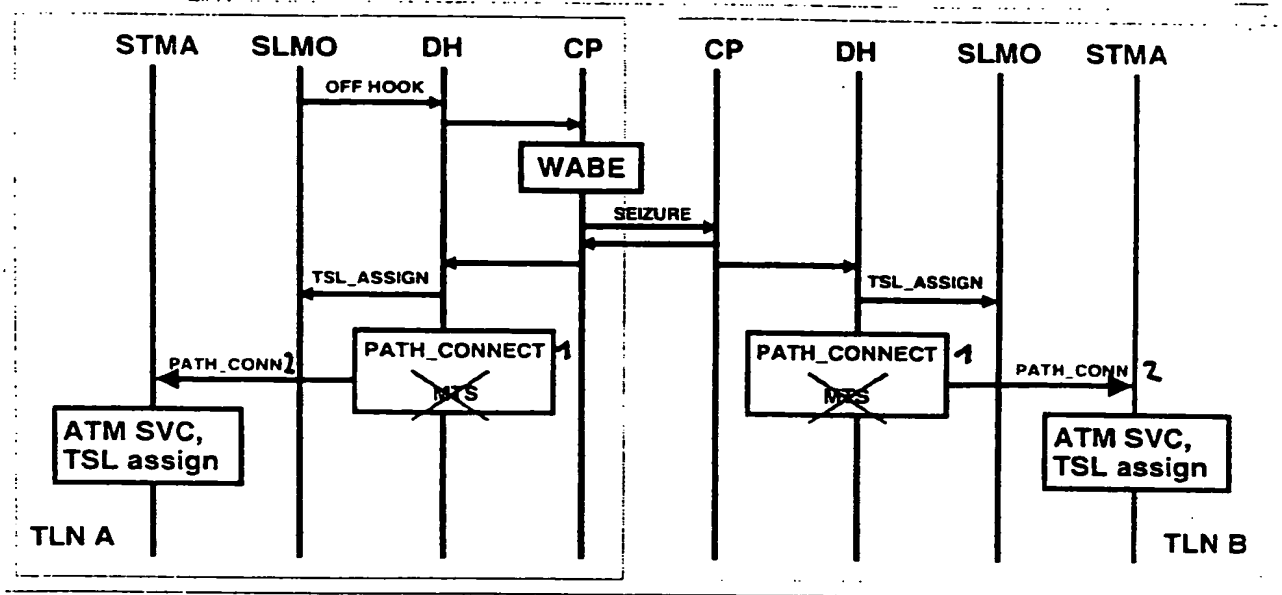 STMA SLMO DH CP CP DH SLMO STMA
OFF HOOK
WABE
SEIZURE
TSL_ASSIGN
TSL_ASSIGN
PATH_CONNECT 1
MTS
PATH_CONNECT 1
MTS
PATH_CONN 2
PATH_CONN 2
ATM SVC,
TSL assign
ATM SVC,
TSL assign
TLN A
TLN B